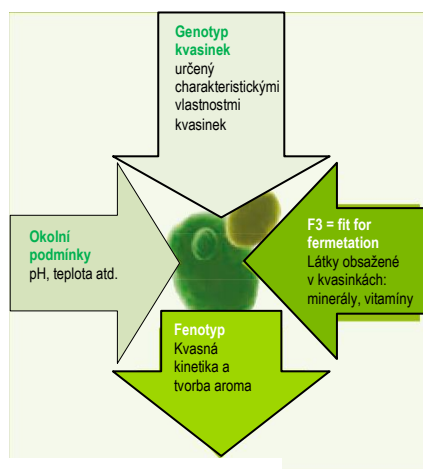 Genotyp
kvasinek
určený
charakteristickými
vlastnostmi
kvasinek
Okolní
podmínky
pH, teplota atd.
F3 = fit for
fermetation
Látky obsažené
v kvasinkách:
minerály, vitamíny
Fenotyp
Kvasná
kinetika a
tvorba aroma